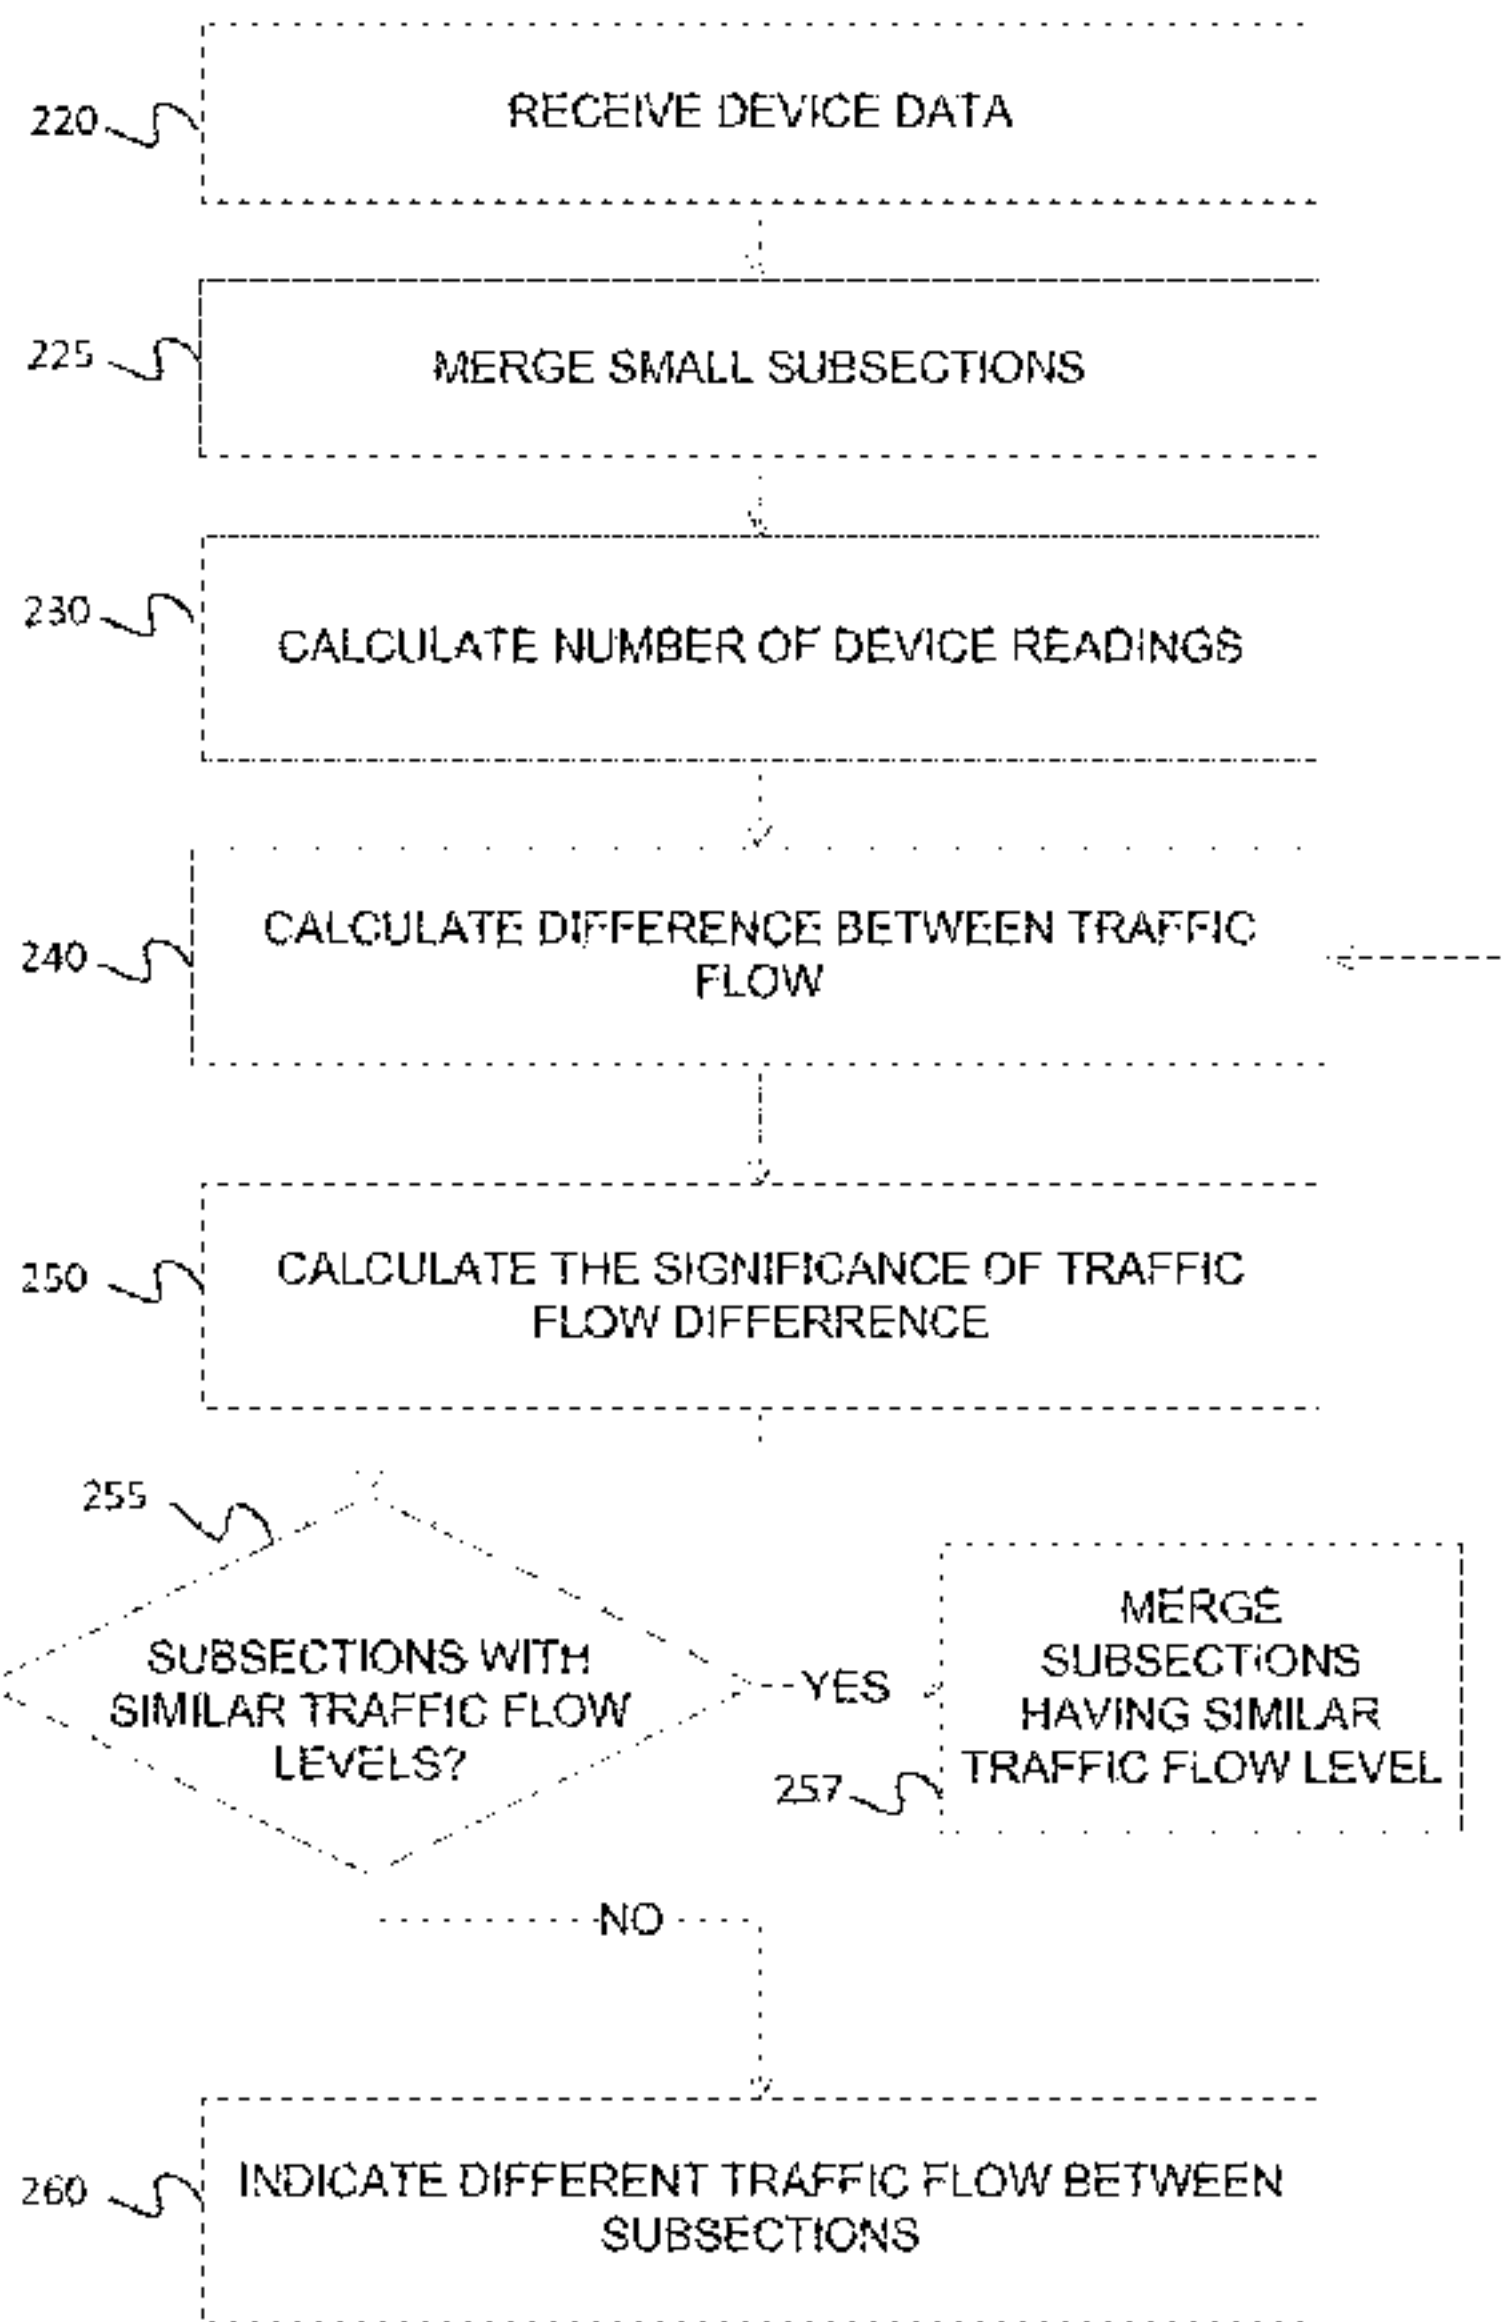 220
RECEIVE DEVICE DATA
225
MERGE SMALL SUBSECTIONS
230
CALCULATE NUMBER OF DEVICE READINGS
240
CALCULATE DIFFERENCE BETWEEN TRAFFIC
FLOW
250
CALCULATE THE SIGNIFICANCE OF TRAFFIC
FLOW DIFFERRENCE
255
SUBSECTIONS WITH
SIMILAR TRAFFIC FLOW
LEVELS?
YES
MERGE
SUBSECTIONS
HAVING SIMILAR
TRAFFIC FLOW LEVEL
257
NO
260
INDICATE DIFFERENT TRAFFIC FLOW BETWEEN
SUBSECTIONS